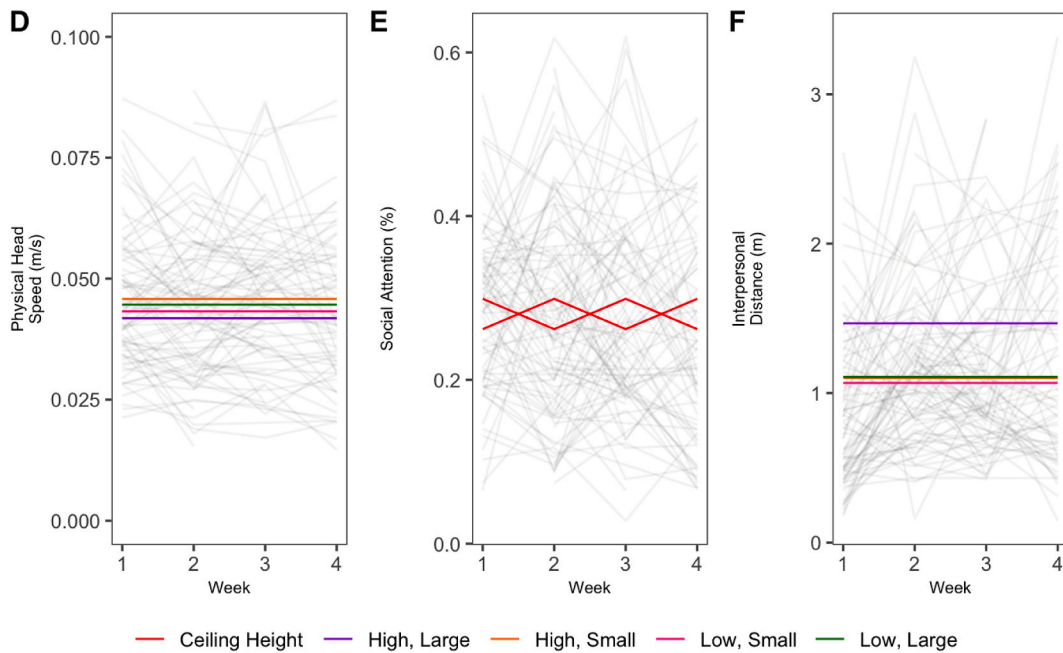 D
Physical Head
Speed (m/s)
0.100
0.075
0.050
0.025
0.000
1 2 3 4
Week
E
Social Attention (%)
0.6
0.4
0.2
0.0
1 2 3 4
Week
F
Interpersonal
Distance (m)
3
2
1
0
1 2 3 4
Week
Ceiling Height High, Large High, Small Low, Small Low, Large